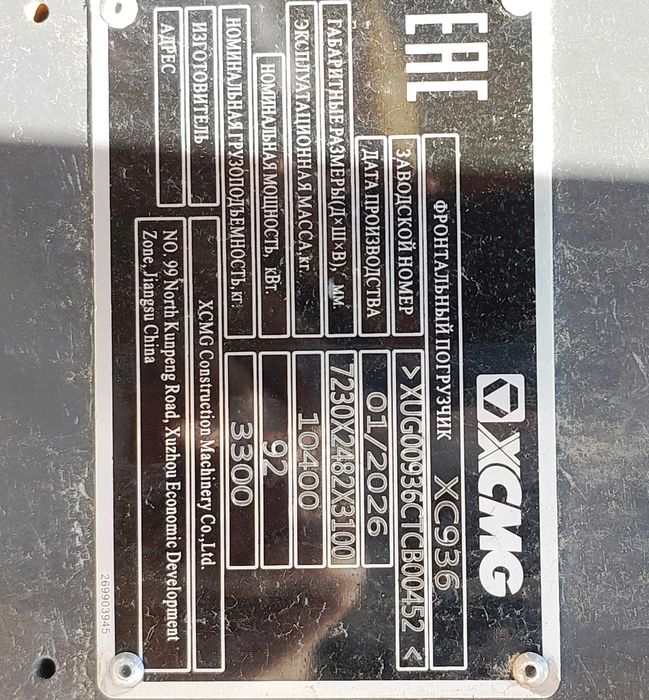 EAC
XCMG
ФРОНТАЛЬНЫЙ ПОГРУЗЧИК XC936
ЗАВОДСКОЙ НОМЕР >XUG00936CTCB00452<
ДАТА ПРОИЗВОДСТВА 01/2026
ГАБАРИТНЫЕ РАЗМЕРЫ(Д×Ш×В), мм. 7230X2482X3100
ЭКСПЛУАТАЦИОННАЯ МАССА,кг. 10400
НОМИНАЛЬНАЯ МОЩНОСТЬ, кВт. 92
НОМИНАЛЬНАЯ ГРУЗОПОДЪЕМНОСТЬ,кг 3300
ИЗГОТОВИТЕЛЬ XCMG Construction Machinery Co.,Ltd.
АДРЕС NO. 99 North Kunpeng Road, Xuzhou Economic Development
Zone, Jiangsu China
269903945